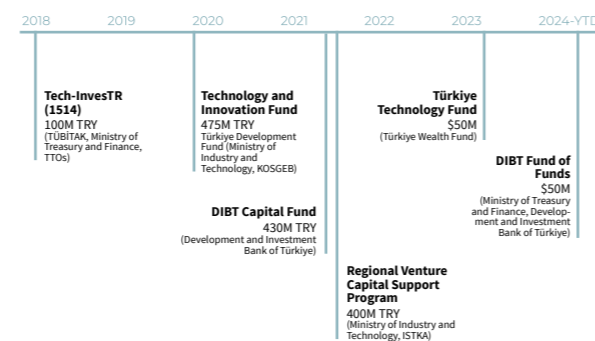 2018 2019 2020 2021 2022 2023 2024-YTD
Tech-InvesTR
(1514)
100M TRY
(TÜBİTAK, Ministry of
Treasury and Finance,
TTOs)
Technology and
Innovation Fund
475M TRY
Türkiye Development
Fund (Ministry of
Industry and
Technology, KOSGEB)
DIBT Capital Fund
430M TRY
(Development and Investment
Bank of Türkiye)
Regional Venture
Capital Support
Program
400M TRY
(Ministry of Industry and
Technology, ISTKA)
Türkiye
Technology Fund
$50M
(Türkiye Wealth Fund)
DIBT Fund of
Funds
$50M
(Ministry of Treasury
and Finance, Develop-
ment and Investment
Bank of Türkiye)